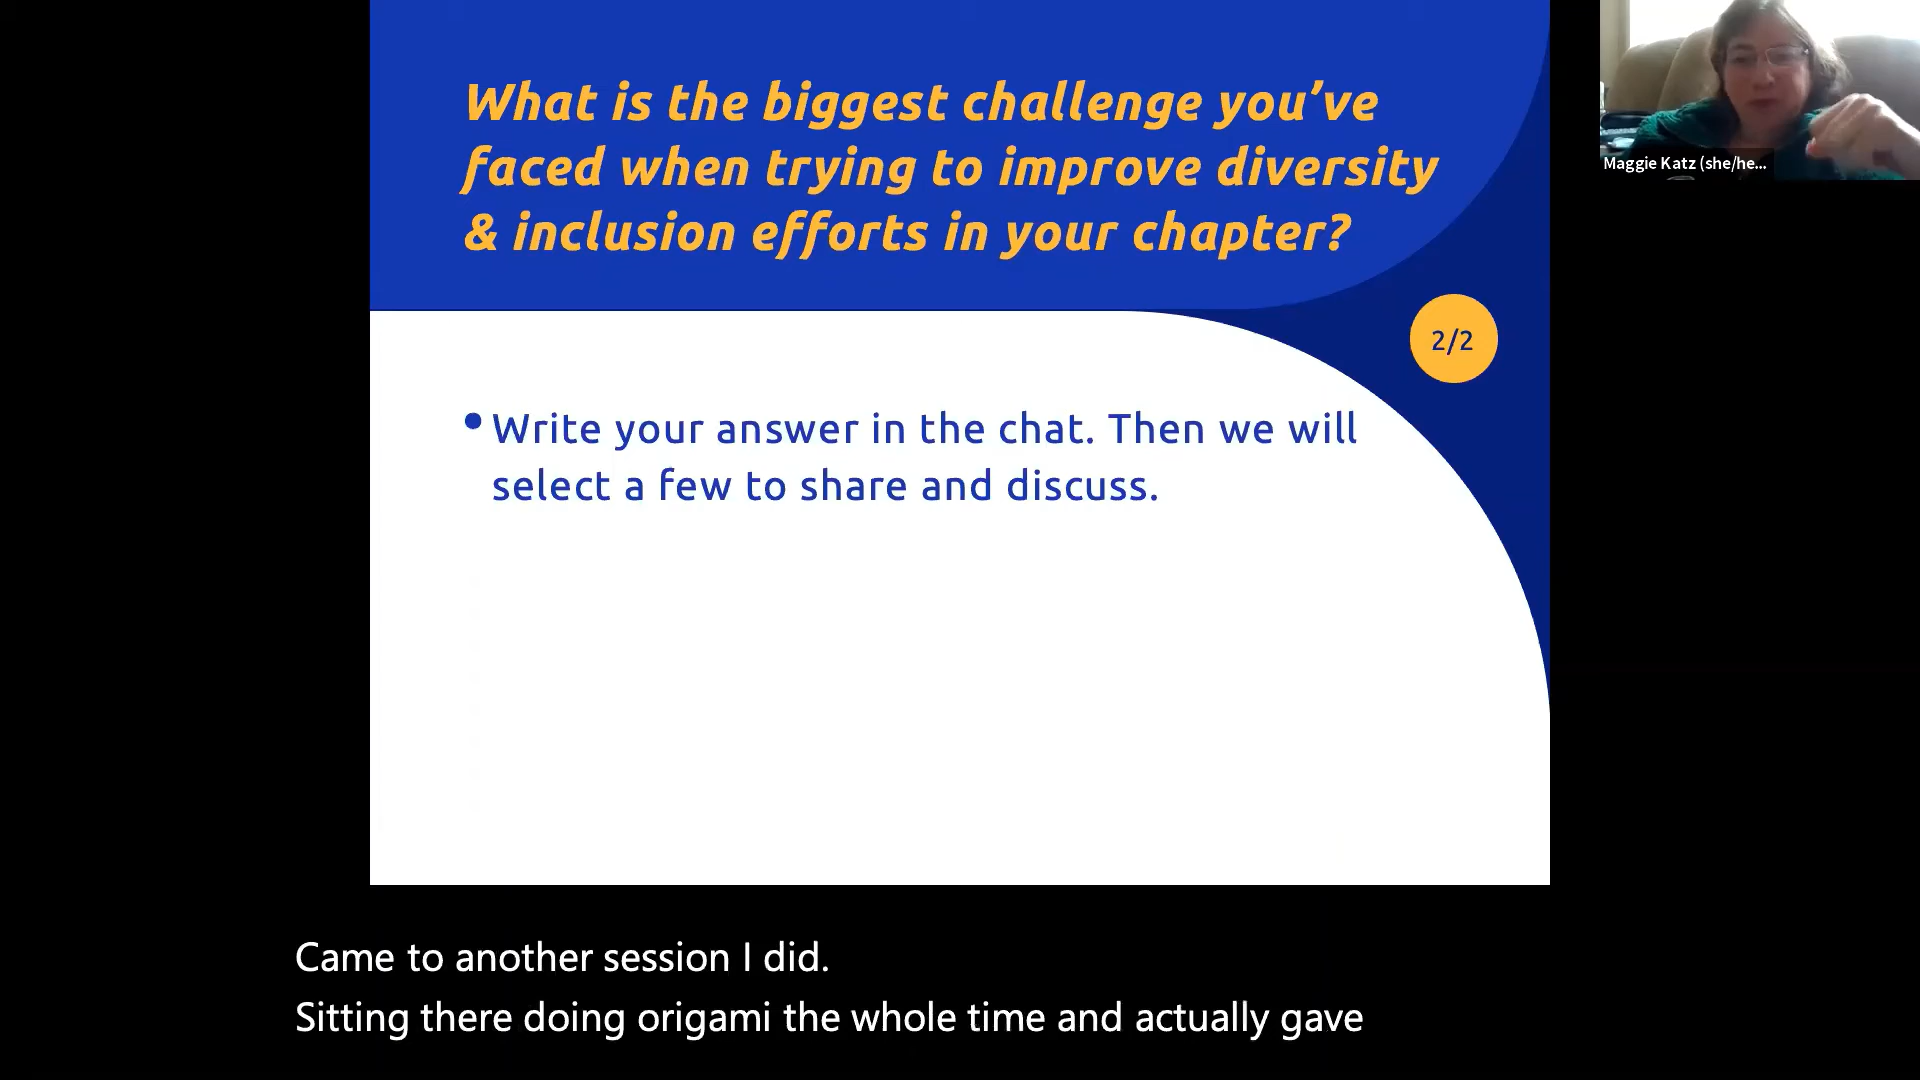 What is the biggest challenge you’ve
faced when trying to improve diversity
& inclusion efforts in your chapter?
2/2
• Write your answer in the chat. Then we will
select a few to share and discuss.
Maggie Katz (she/he...
Came to another session I did.
Sitting there doing origami the whole time and actually gave